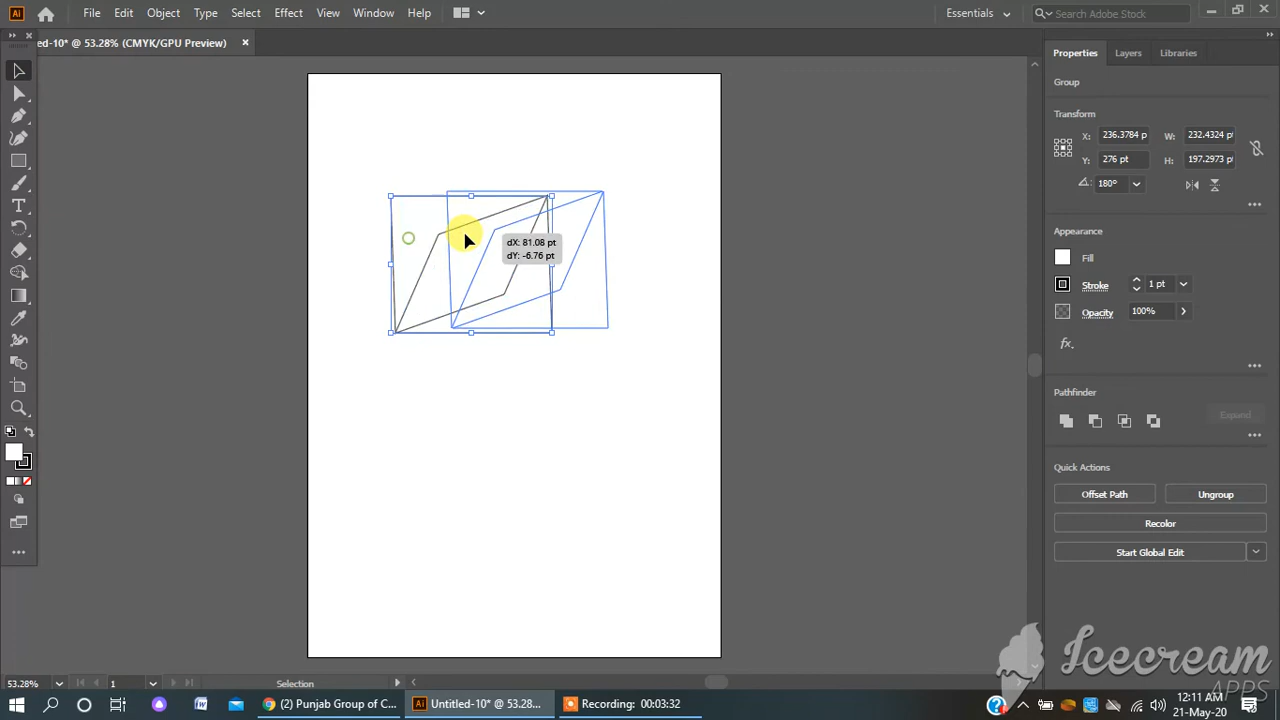 Ai File Edit Object Type Select Effect View Window Help Essentials Search Adobe Stock
ed-10* @ 53.28% (CMYK/GPU Preview) ×
Properties Layers Libraries
Group
Transform
X: 236.3784 p W: 232.4324 p
Y: 276 pt H: 197.2973 p
180°
Appearance
Fill
Stroke 1 pt
Opacity 100%
fx.
Pathfinder
Expand
Quick Actions
Offset Path Ungroup
Recolor
Start Global Edit
dX: 81.08 pt
dY: -6.76 pt
53.28% 1 Selection
Icecream
APPS
(2) Punjab Group of C... Untitled-10* @ 53.28... Recording: 00:03:32
12:11 AM
21-May-20